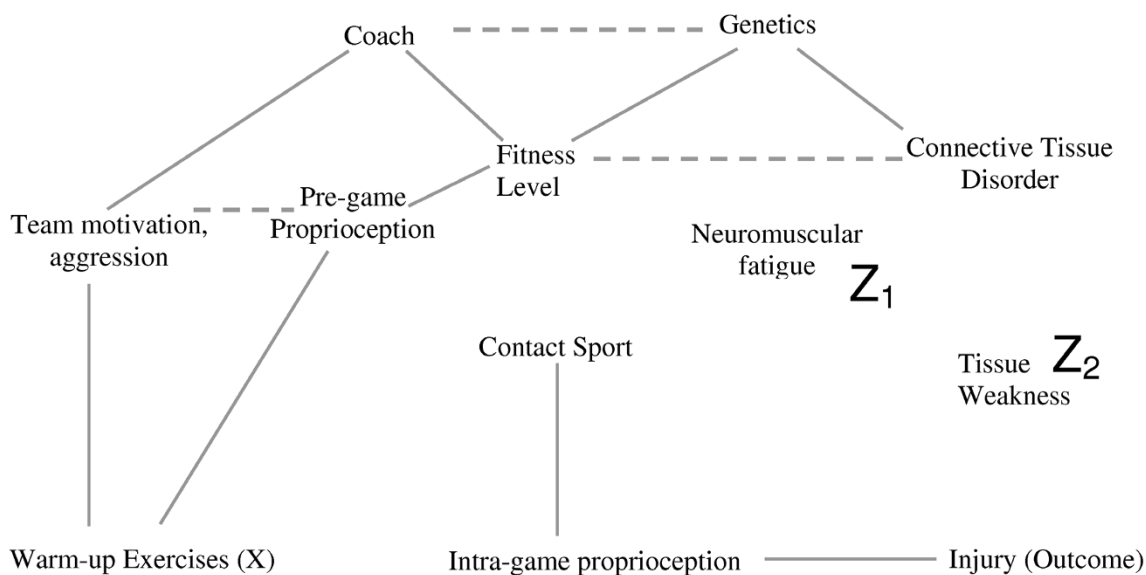 Coach
Genetics
Fitness
Level
Connective Tissue
Disorder
Pre-game
Proprioception
Team motivation,
aggression
Neuromuscular
fatigue
Z₁
Contact Sport
Tissue
Weakness
Z₂
Warm-up Exercises (X)
Intra-game proprioception
Injury (Outcome)